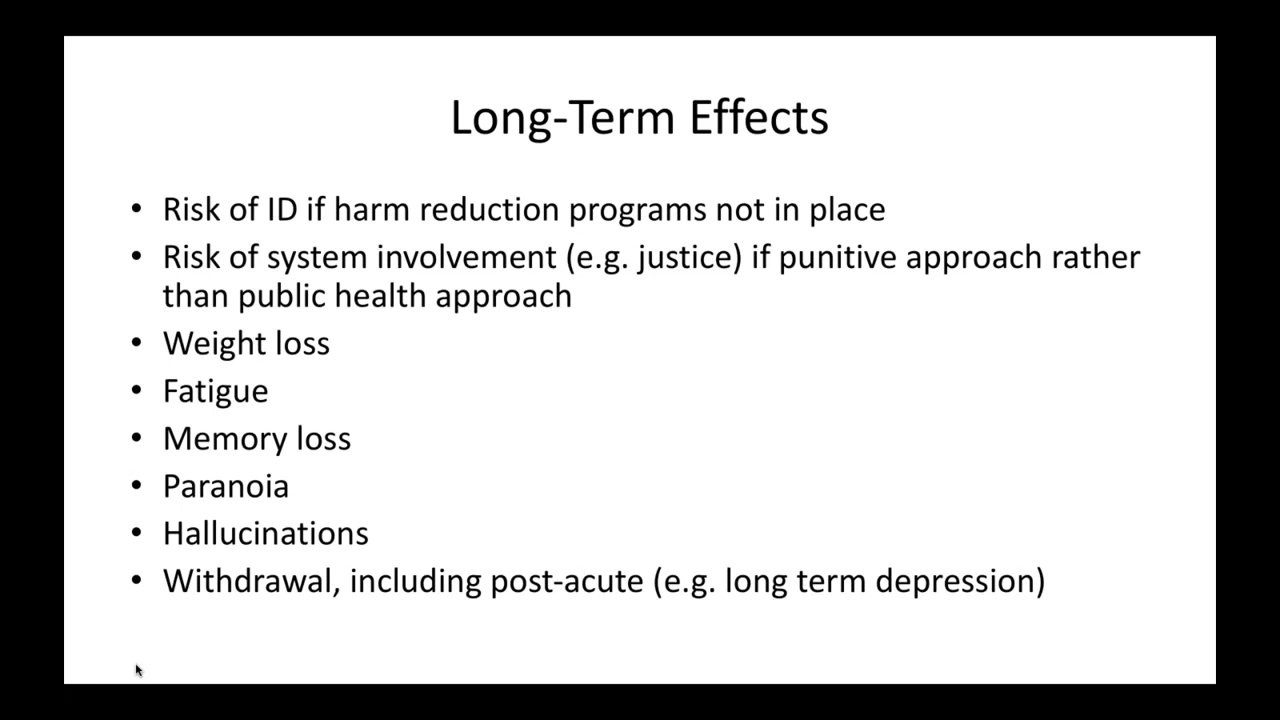 Long-Term Effects
• Risk of ID if harm reduction programs not in place
• Risk of system involvement (e.g. justice) if punitive approach rather
than public health approach
• Weight loss
• Fatigue
• Memory loss
• Paranoia
• Hallucinations
• Withdrawal, including post-acute (e.g. long term depression)